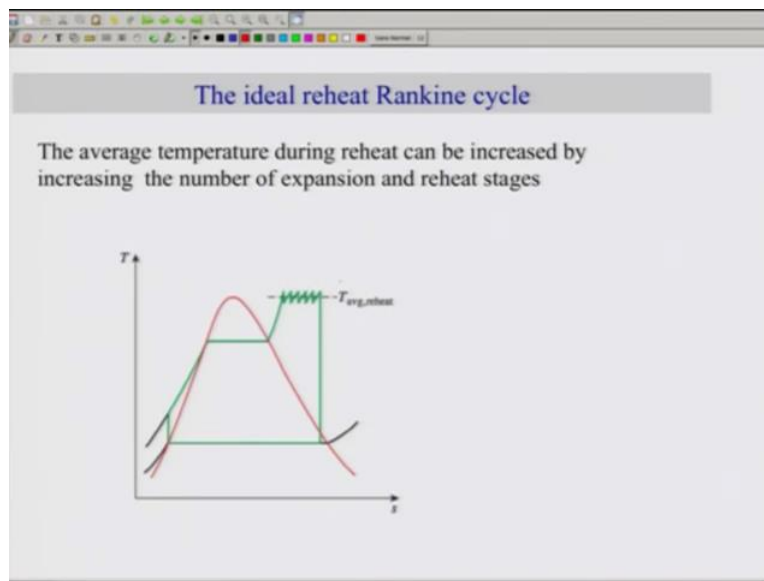 The ideal reheat Rankine cycle
The average temperature during reheat can be increased by
increasing the number of expansion and reheat stages
T
Tavg,reheat
s